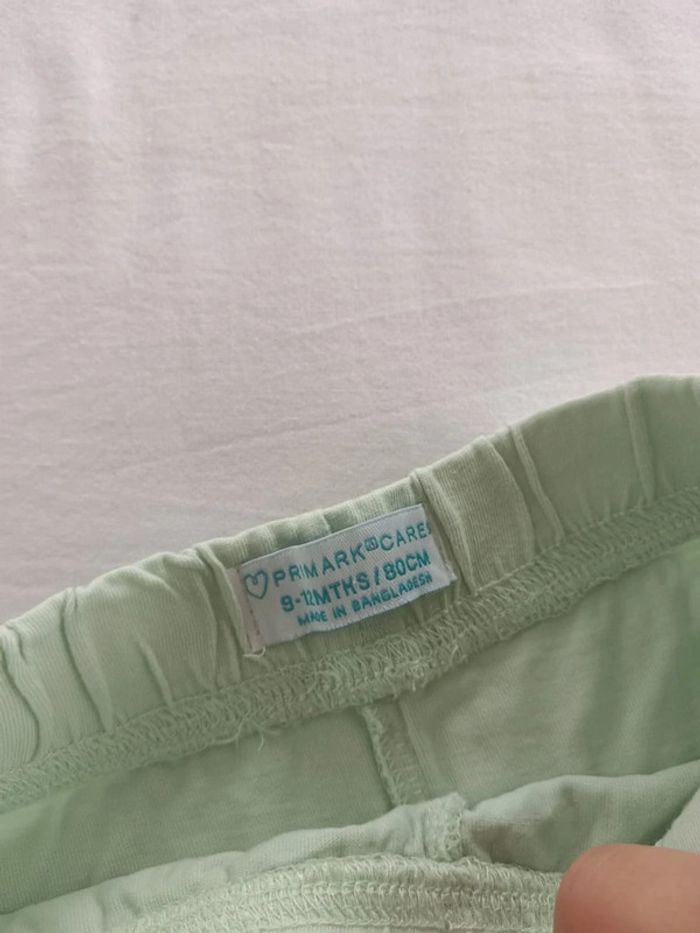 ♡ PRIMARK® CARES
9-12MTHS/80CM
MADE IN BANGLADESH